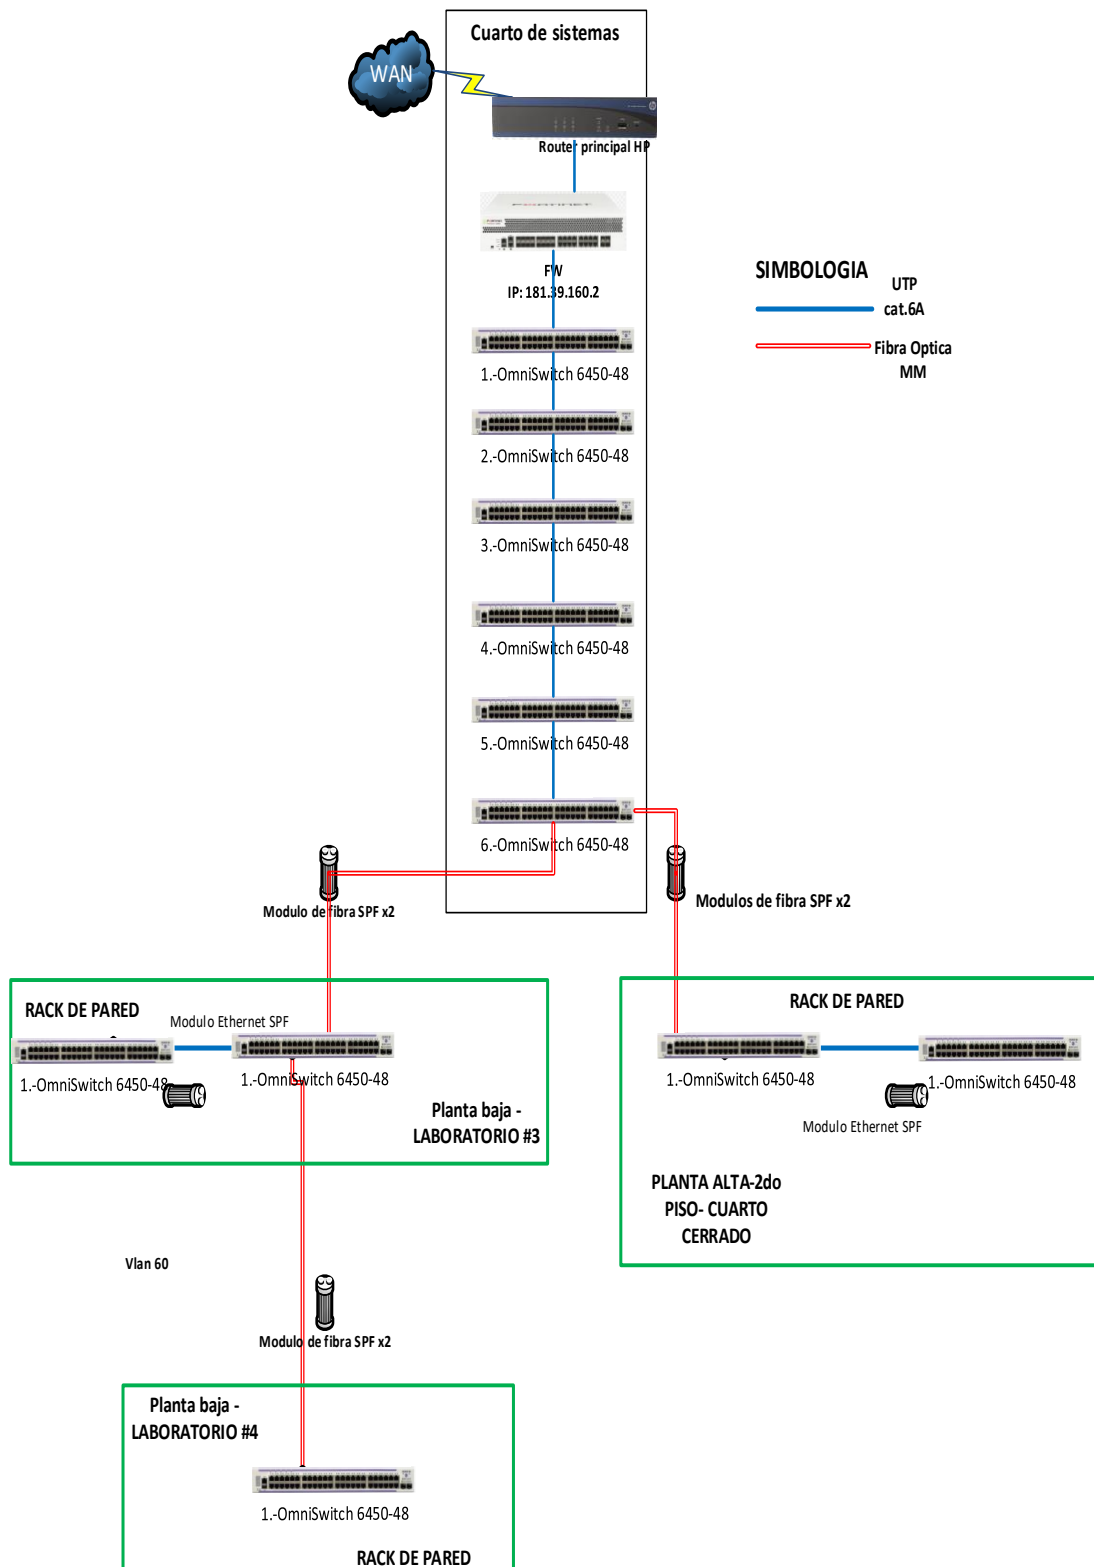 Cuarto de sistemas
WAN
Router principal HP
FORTINET
FW
IP: 181.39.160.2
SIMBOLOGIA
UTP
cat.6A
Fibra Optica
MM
1.-OmniSwitch 6450-48
2.-OmniSwitch 6450-48
3.-OmniSwitch 6450-48
4.-OmniSwitch 6450-48
5.-OmniSwitch 6450-48
6.-OmniSwitch 6450-48
Modulo de fibra SPF x2
Modulos de fibra SPF x2
RACK DE PARED
Modulo Ethernet SPF
1.-OmniSwitch 6450-48
1.-OmniSwitch 6450-48
Planta baja -
LABORATORIO #3
RACK DE PARED
1.-OmniSwitch 6450-48
1.-OmniSwitch 6450-48
Modulo Ethernet SPF
PLANTA ALTA-2do
PISO- CUARTO
CERRADO
Vlan 60
Modulo de fibra SPF x2
Planta baja -
LABORATORIO #4
1.-OmniSwitch 6450-48
RACK DE PARED